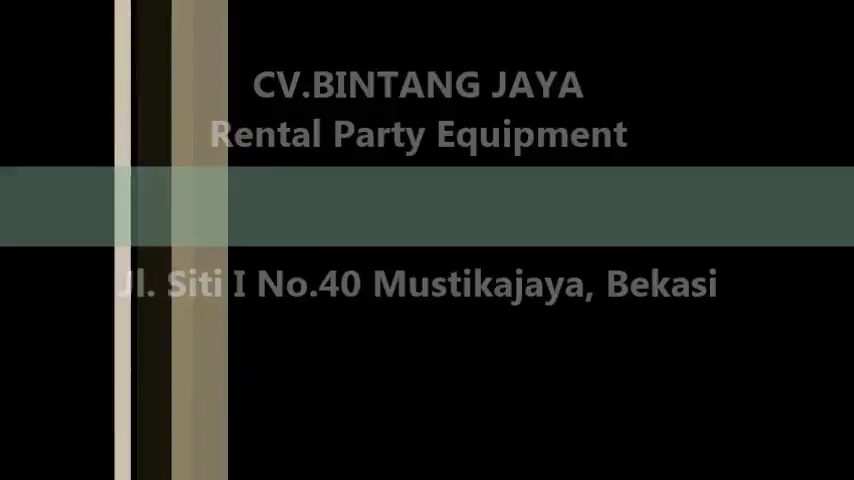 CV.BINTANG JAYA
Rental Party Equipment
Jl. Siti I No.40 Mustikajaya, Bekasi